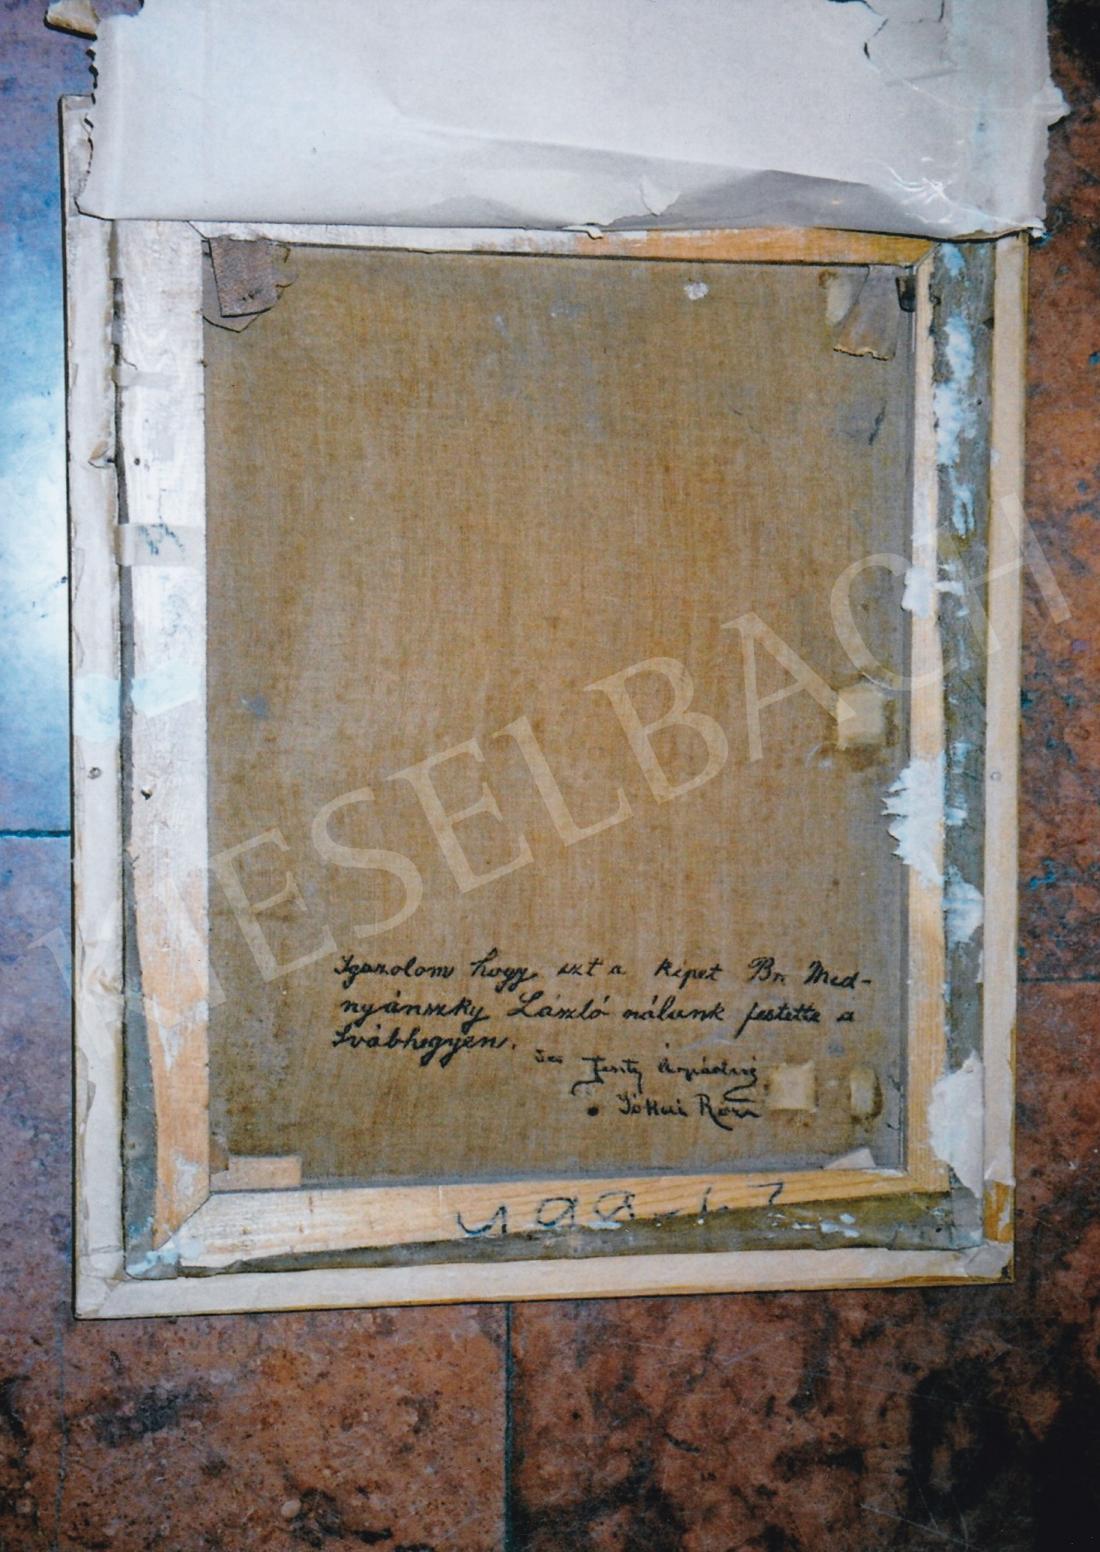 KIESELBACH
Igazolom hogy ezt a képet Br. Med-
nyánszky László nálunk festette a
Svábhegyen.
Feszty Árpádné
Jókai Róza